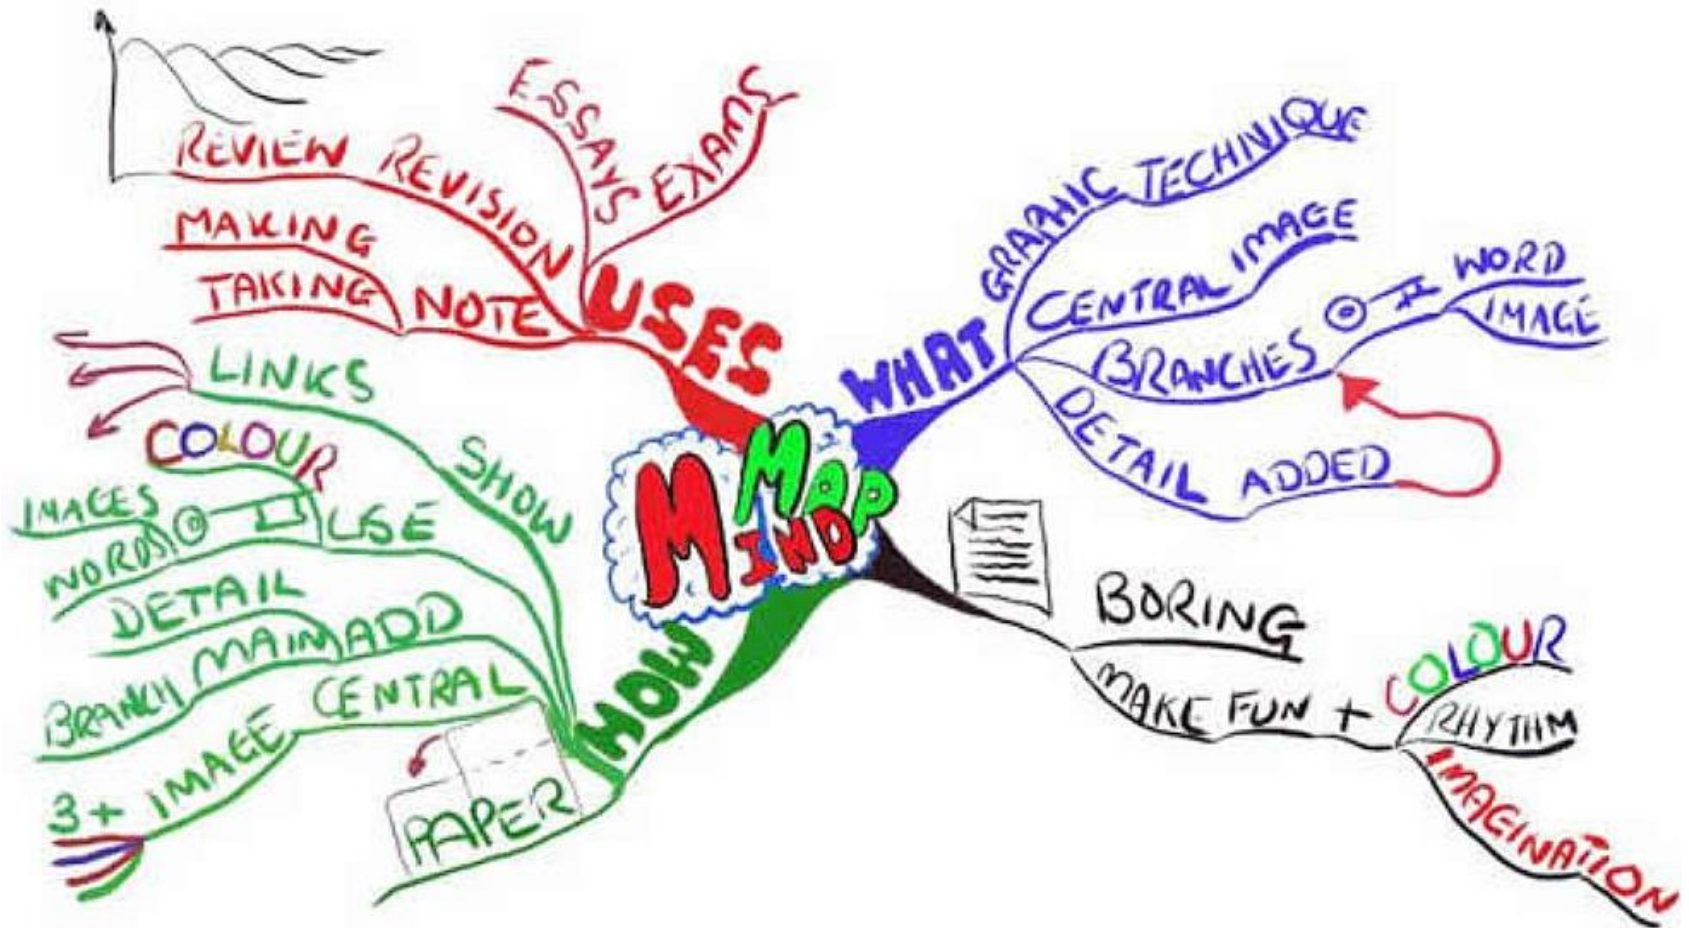 MIND MAP
USES
ESSAYS
EXAMS
REVISION
REVIEW
NOTE
MAKING
TAKING
WHAT
GRAPHIC TECHNIQUE
CENTRAL IMAGE
BRANCHES
WORD
IMAGE
DETAIL ADDED
BORING
MAKE FUN +
COLOUR
RHYTHM
IMAGINATION
HOW
PAPER
CENTRAL
IMAGE
3+
ADD
MAIN
BRANCH
DETAIL
USE
COLOUR
IMAGES
WORDS
SHOW
LINKS